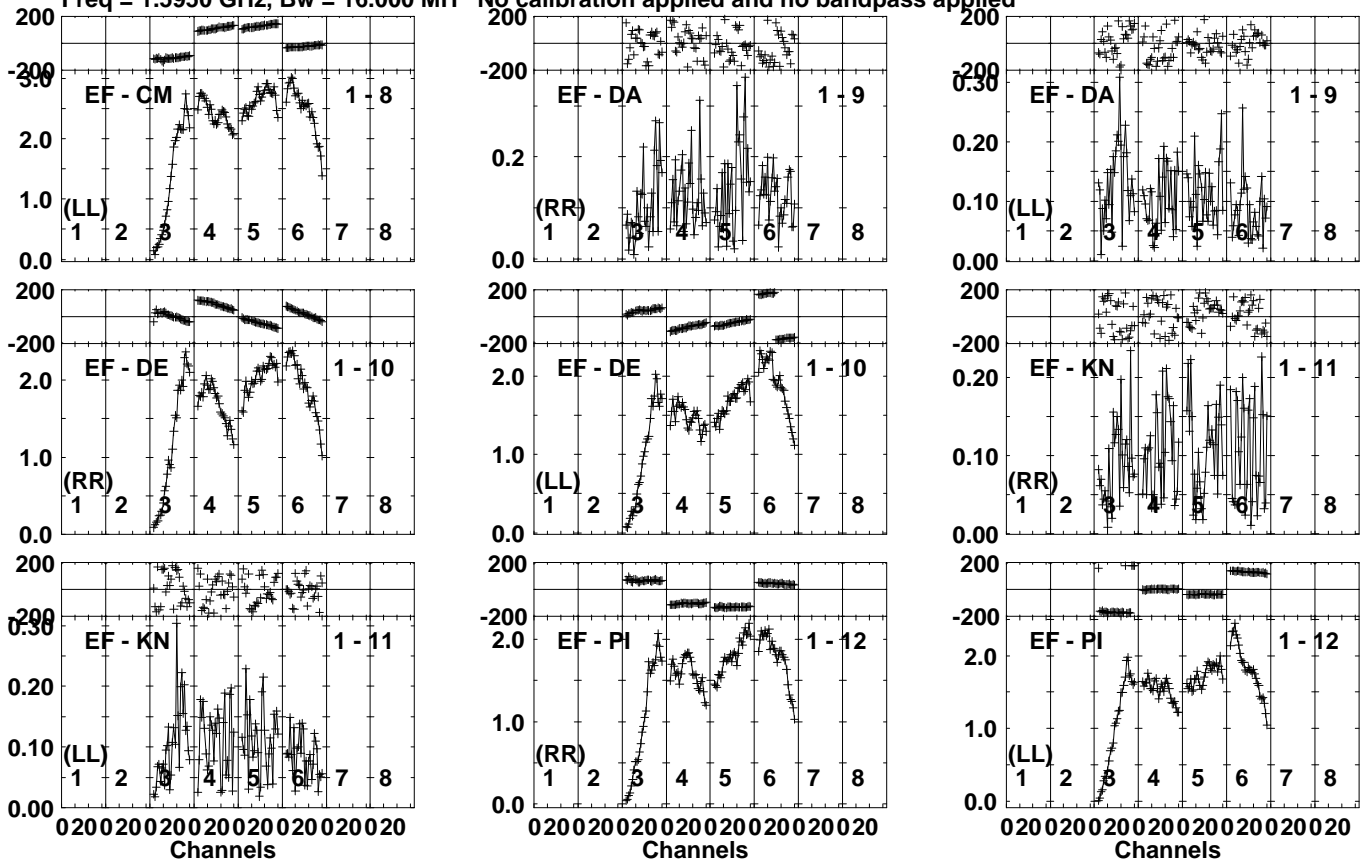 Freq = 1.5950 GHz, Bw = 16.000 MH No calibration applied and no bandpass applied
200 200 200
-200 -200 -200
3.0 EF - CM 1 - 8 EF - DA 1 - 9 0.30 EF - DA 1 - 9
2.0 0.2 0.20
1.0 0.10
(LL) (RR) (LL)
1 2 3 4 5 6 7 8 1 2 3 4 5 6 7 8 1 2 3 4 5 6 7 8
0.0 0.0 0.00
200 200 200
-200 -200 -200
EF - DE 1 - 10 EF - DE 1 - 10 EF - KN 1 - 11
2.0 2.0 0.20
1.0 1.0 0.10
(RR) (LL) (RR)
1 2 3 4 5 6 7 8 1 2 3 4 5 6 7 8 1 2 3 4 5 6 7 8
0.0 0.0 0.00
200 200 200
-200 -200 -200
0.30 EF - KN 1 - 11 EF - PI 1 - 12 EF - PI 1 - 12
0.20 2.0 2.0
0.10 1.0 1.0
(LL) (RR) (LL)
1 2 3 4 5 6 7 8 1 2 3 4 5 6 7 8 1 2 3 4 5 6 7 8
0.00 0.0 0.0
0 20 0 20 0 20 0 20 0 20 0 20 0 20 0 20 0 20 0 20 0 20 0 20 0 20 0 20 0 20 0 20 0 20 0 20 0 20 0 20 0 20 0 20 0 20 0 20
Channels Channels Channels